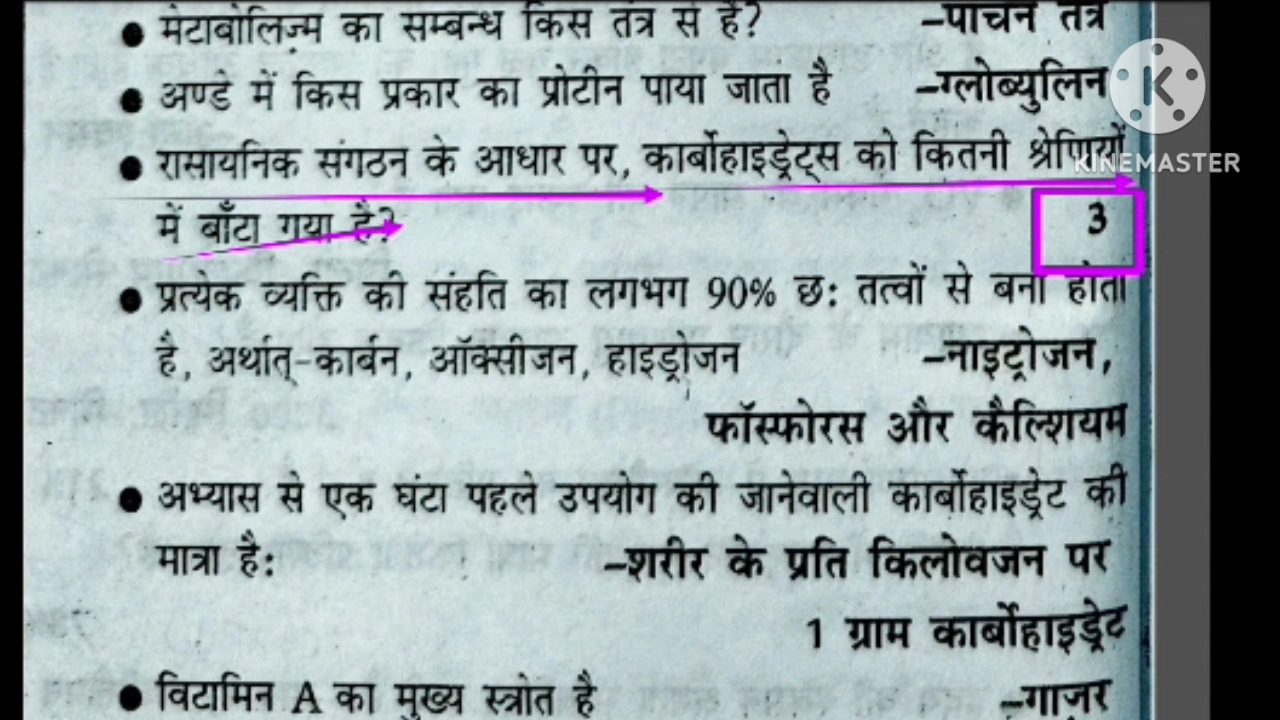 • मेटाबोलिज़्म का सम्बन्ध किस तंत्र से है? –पाचन तंत्र
• अण्डे में किस प्रकार का प्रोटीन पाया जाता है –ग्लोब्युलिन
• रासायनिक संगठन के आधार पर, कार्बोहाइड्रेट्स को कितनी श्रेणियों
में बाँटा गया है? 3
• प्रत्येक व्यक्ति की संहति का लगभग 90% छः तत्वों से बना होता
है, अर्थात्-कार्बन, ऑक्सीजन, हाइड्रोजन –नाइट्रोजन,
फॉस्फोरस और कैल्शियम
• अभ्यास से एक घंटा पहले उपयोग की जानेवाली कार्बोहाइड्रेट की
मात्रा है: –शरीर के प्रति किलोवजन पर
1 ग्राम कार्बोहाइड्रेट
• विटामिन A का मुख्य स्त्रोत है –गाजर
K
KINEMASTER